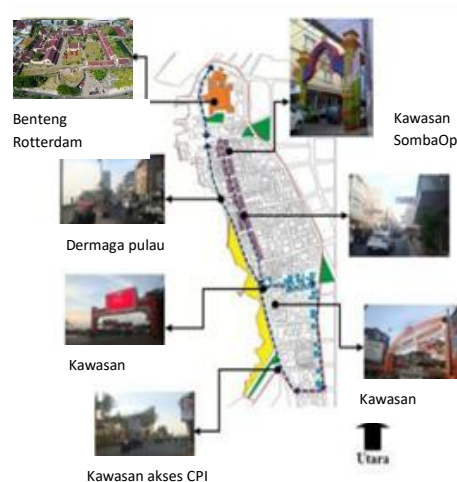 Benteng
Rotterdam
Kawasan
SombaOp
Dermaga pulau
Kawasan
Kawasan
Kawasan akses CPI
Utara